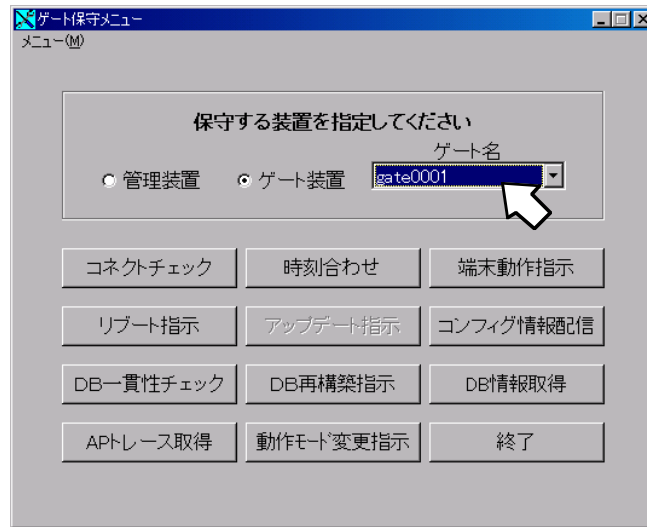 ゲート保守メニュー
メニュー(M)
保守する装置を指定してください
ゲート名
管理装置 ゲート装置 gate0001
コネクトチェック 時刻合わせ 端末動作指示
リブート指示 アップデート指示 コンフィグ情報配信
DB一貫性チェック DB再構築指示 DB情報取得
APトレース取得 動作モード変更指示 終了